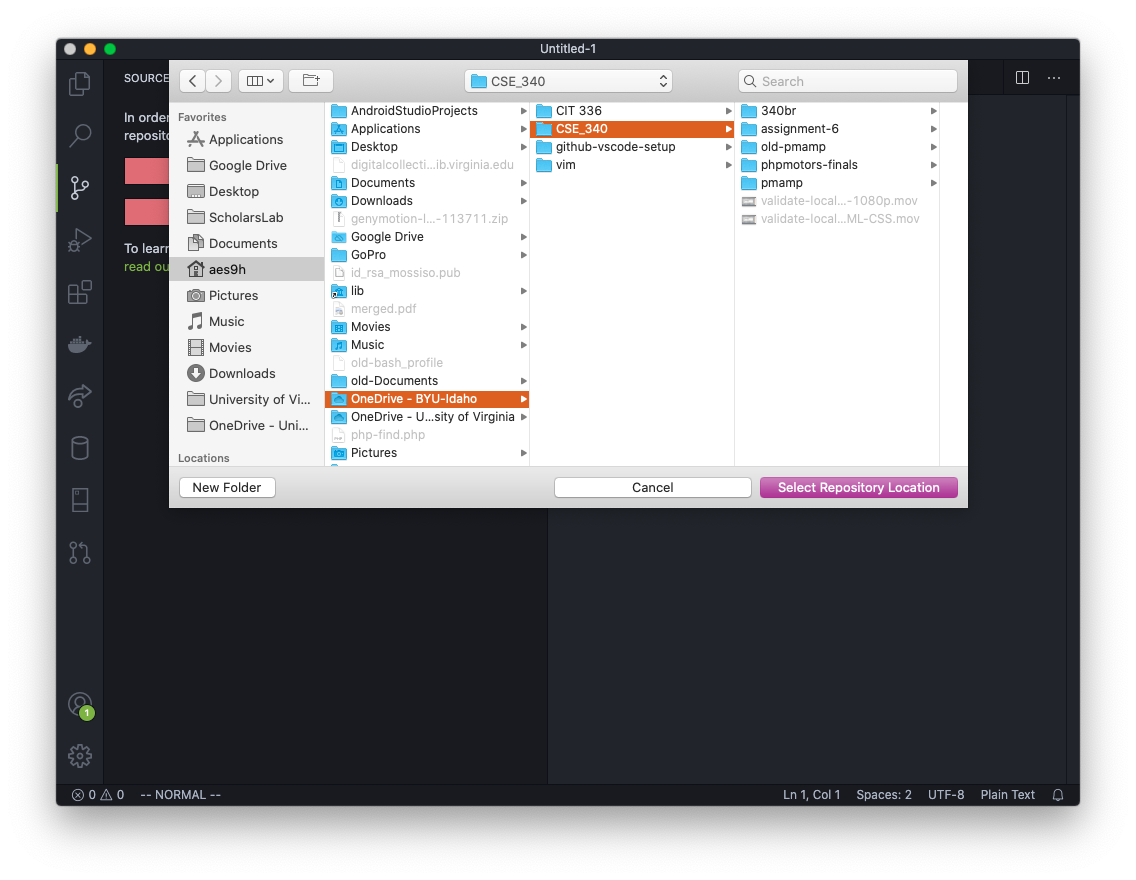 Untitled-1
SOURCE
CSE_340
Search
In order
reposito
To learn
read ou
Favorites
Applications
Google Drive
Desktop
ScholarsLab
Documents
aes9h
Pictures
Music
Movies
Downloads
University of Vi...
OneDrive - Uni...
Locations
AndroidStudioProjects
Applications
Desktop
digitalcollecti...ib.virginia.edu
Documents
Downloads
genymotion-l...-113711.zip
Google Drive
GoPro
id_rsa_mossiso.pub
lib
merged.pdf
Movies
Music
old-bash_profile
old-Documents
OneDrive - BYU-Idaho
OneDrive - U...sity of Virginia
php-find.php
Pictures
CIT 336
CSE_340
github-vscode-setup
vim
340br
assignment-6
old-pmamp
phpmotors-finals
pmamp
validate-local...-1080p.mov
validate-local...ML-CSS.mov
New Folder
Cancel
Select Repository Location
1
0 0 -- NORMAL --
Ln 1, Col 1 Spaces: 2 UTF-8 Plain Text